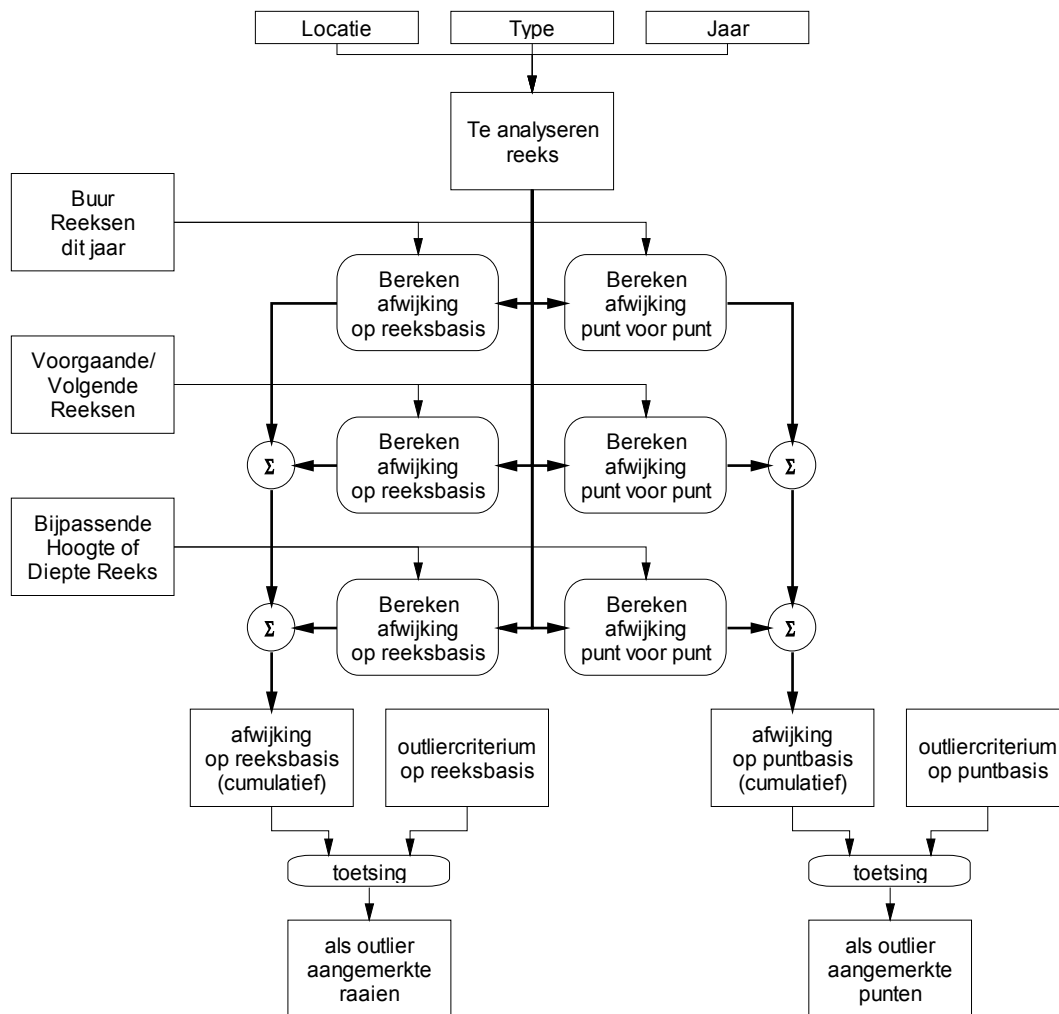 Locatie
Type
Jaar
Te analyseren
reeks
Buur
Reeksen
dit jaar
Bereken
afwijking
op reeksbasis
Bereken
afwijking
punt voor punt
Voorgaande/
Volgende
Reeksen
Bereken
afwijking
op reeksbasis
Bereken
afwijking
punt voor punt
Σ
Σ
Bijpassende
Hoogte of
Diepte Reeks
Bereken
afwijking
op reeksbasis
Bereken
afwijking
punt voor punt
Σ
Σ
afwijking
op reeksbasis
(cumulatief)
outliercriterium
op reeksbasis
afwijking
op puntbasis
(cumulatief)
outliercriterium
op puntbasis
toetsing
toetsing
als outlier
aangemerkte
raaien
als outlier
aangemerkte
punten